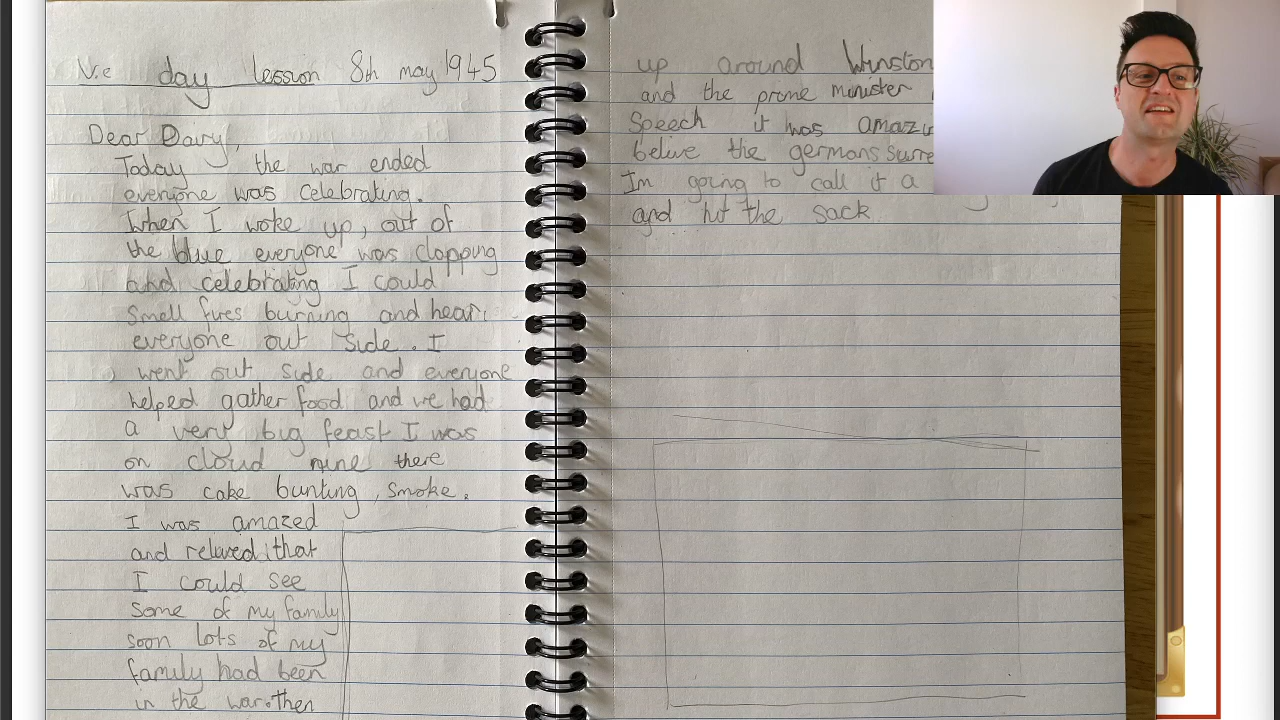 V.e day lesson 8th may 1945
Dear Dairy,
Today the war ended
everyone was celebrating.
When I woke up, out of
the blue everyone was clapping
and celebrating I could
Smell fires burning and hear
everyone out side. I
went out side and everyone
helped gather food and we had
a very big feast I was
on cloud nine there
was cake bunting, smoke.
I was amazed
and relived that
I could see
Some of my family
soon lots of my
family had been
in the war. then
up around Winston
and the prime minister
Speech it was
belive the germans
Im going to call it a
and hit the sack.